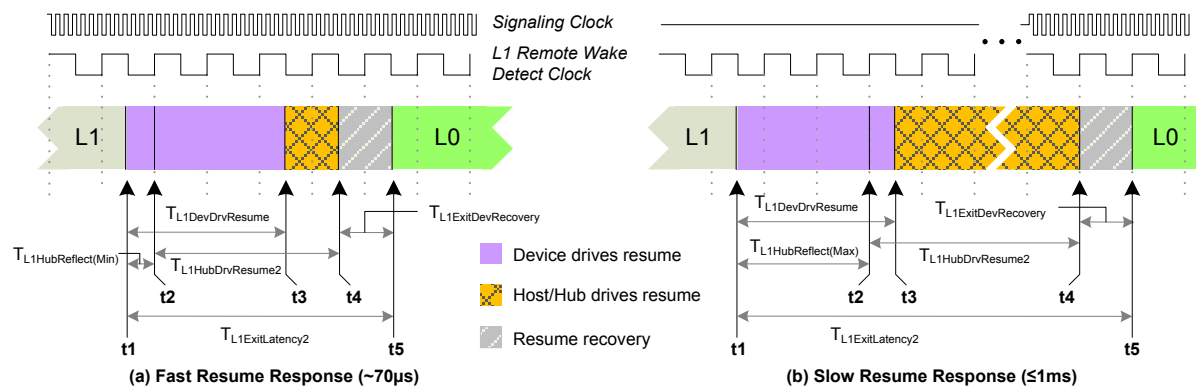 Signaling Clock
L1 Remote Wake
Detect Clock
L1
L0
TL1DevDrvResume
TL1ExitDevRecovery
TL1HubReflect(Min)
TL1HubDrvResume2
t2
t3
t4
TL1ExitLatency2
t1
t5
(a) Fast Resume Response (~70µs)
Device drives resume
Host/Hub drives resume
Resume recovery
L1
L0
TL1DevDrvResume
TL1ExitDevRecovery
TL1HubReflect(Max)
TL1HubDrvResume2
t2
t3
t4
TL1ExitLatency2
t1
t5
(b) Slow Resume Response (≤1ms)